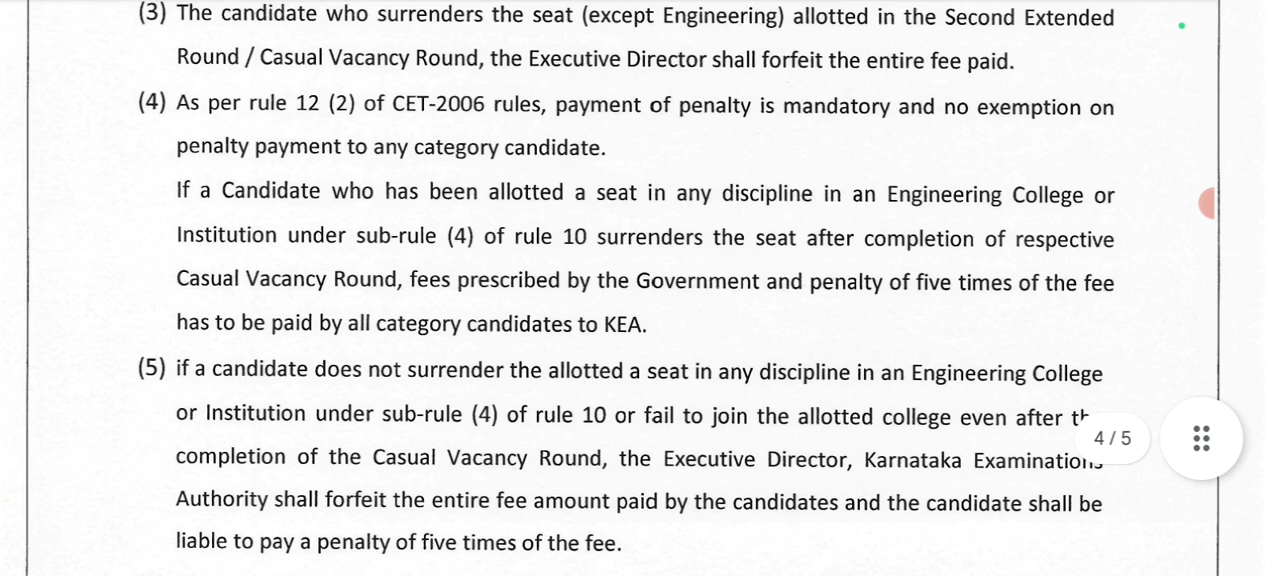 (3) The candidate who surrenders the seat (except Engineering) allotted in the Second Extended
Round / Casual Vacancy Round, the Executive Director shall forfeit the entire fee paid.
(4) As per rule 12 (2) of CET-2006 rules, payment of penalty is mandatory and no exemption on
penalty payment to any category candidate.
If a Candidate who has been allotted a seat in any discipline in an Engineering College or
Institution under sub-rule (4) of rule 10 surrenders the seat after completion of respective
Casual Vacancy Round, fees prescribed by the Government and penalty of five times of the fee
has to be paid by all category candidates to KEA.
(5) if a candidate does not surrender the allotted a seat in any discipline in an Engineering College
or Institution under sub-rule (4) of rule 10 or fail to join the allotted college even after
4 / 5
completion of the Casual Vacancy Round, the Executive Director, Karnataka Examinations
Authority shall forfeit the entire fee amount paid by the candidates and the candidate shall be
liable to pay a penalty of five times of the fee.